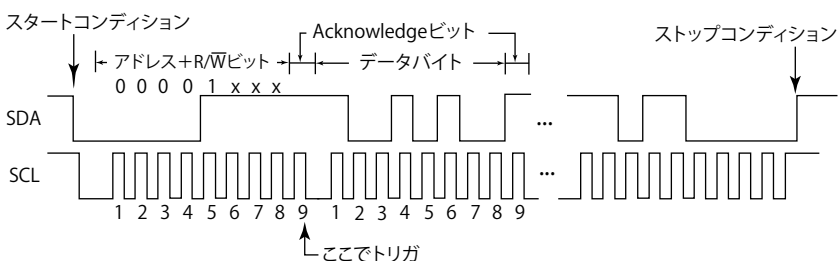 スタートコンディション
Acknowledgeビット
ストップコンディション
アドレス+R/W̅ビット
データバイト
0 0 0 0 1 x x x
SDA
...
SCL
...
1 2 3 4 5 6 7 8 9 1 2 3 4 5 6 7 8 9
ここでトリガ